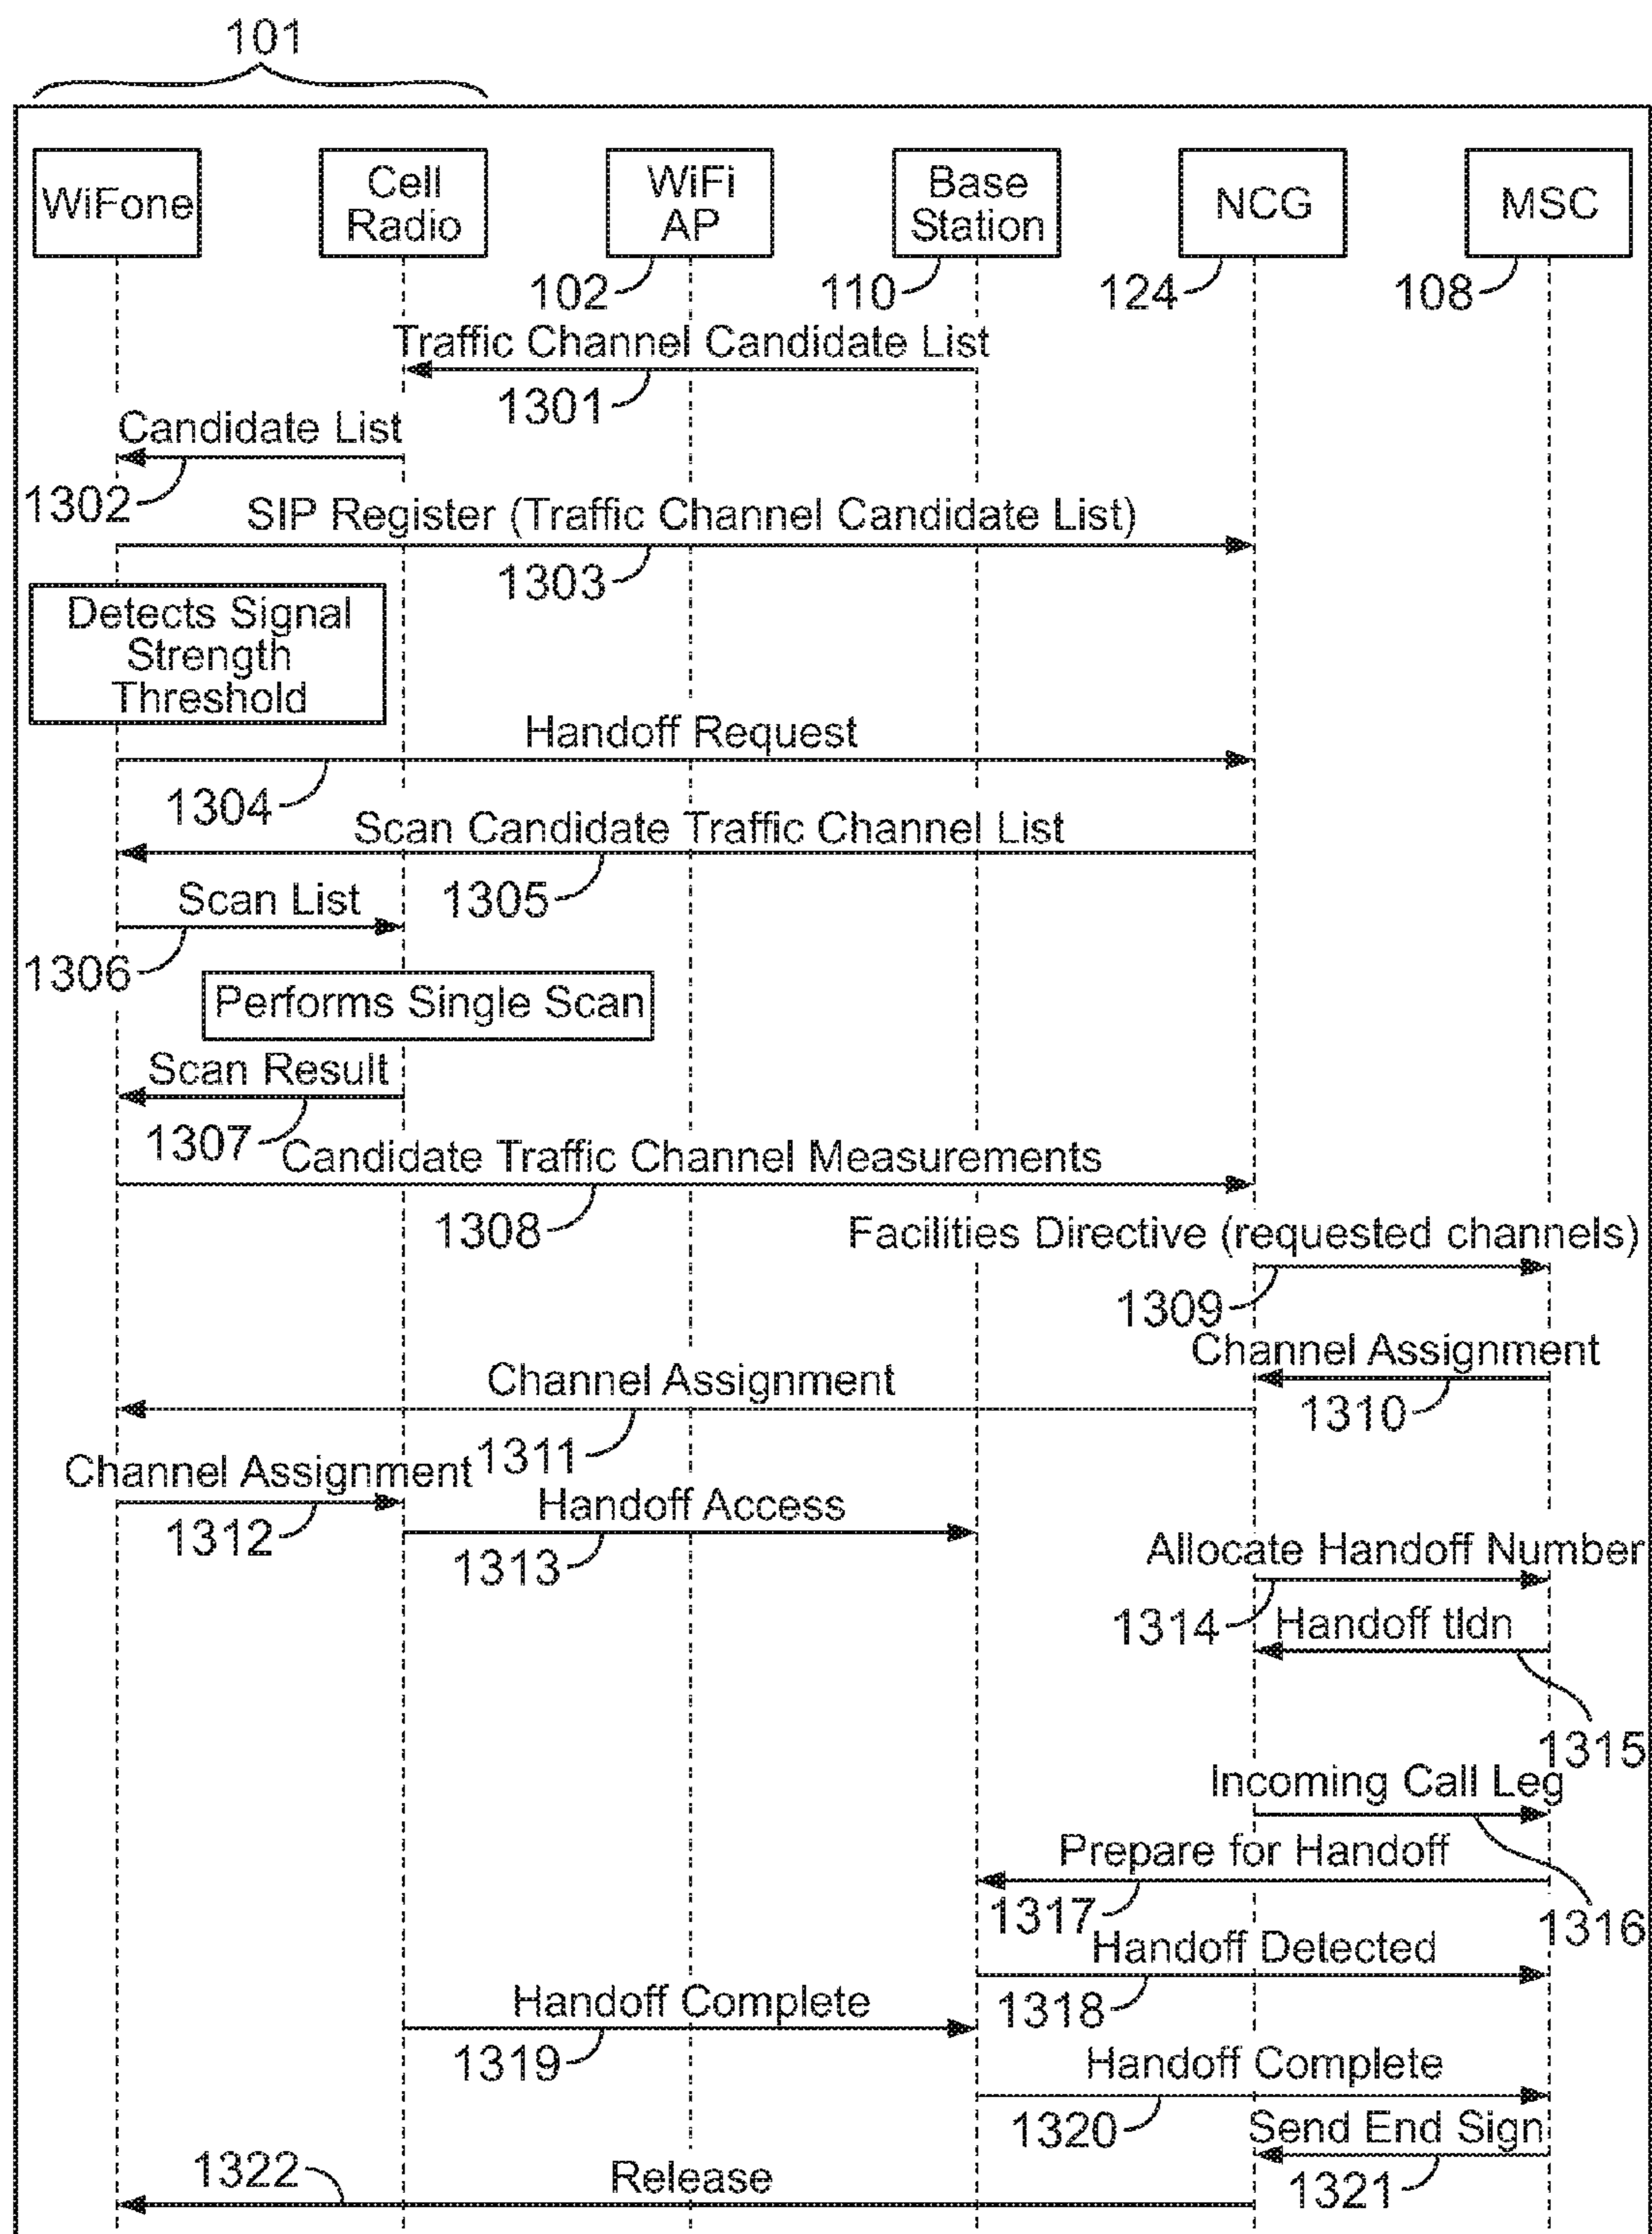 101
WiFone
Cell
Radio
WiFi
AP
Base
Station
NCG
MSC
102
110
124
108
Traffic Channel Candidate List
1301
Candidate List
1302
SIP Register (Traffic Channel Candidate List)
1303
Detects Signal
Strength
Threshold
Handoff Request
1304
Scan Candidate Traffic Channel List
1305
Scan List
1306
Performs Single Scan
Scan Result
1307
Candidate Traffic Channel Measurements
1308
Facilities Directive (requested channels)
1309
Channel Assignment
1310
Channel Assignment
1311
Channel Assignment
1312
Handoff Access
1313
Allocate Handoff Number
1314
Handoff tldn
1315
Incoming Call Leg
1316
Prepare for Handoff
1317
Handoff Detected
1318
Handoff Complete
1319
Handoff Complete
1320
Send End Sign
1321
Release
1322